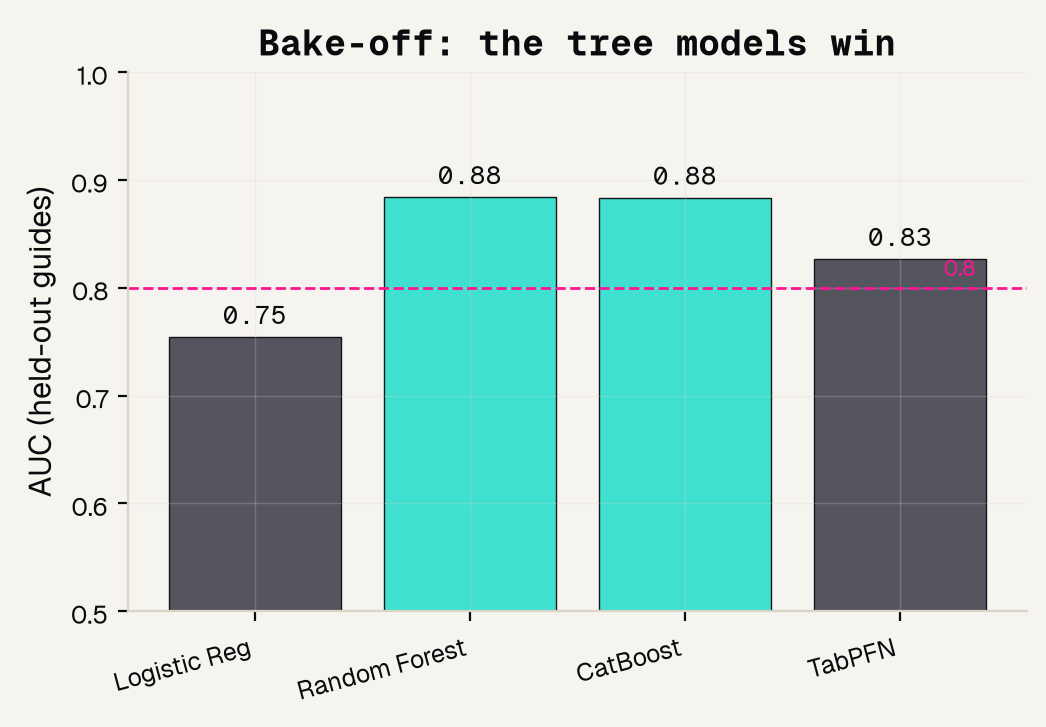 Bake-off: the tree models win
AUC (held-out guides)
1.0
0.9
0.8
0.7
0.6
0.5
0.75
0.88
0.88
0.83
0.8
Logistic Reg
Random Forest
CatBoost
TabPFN